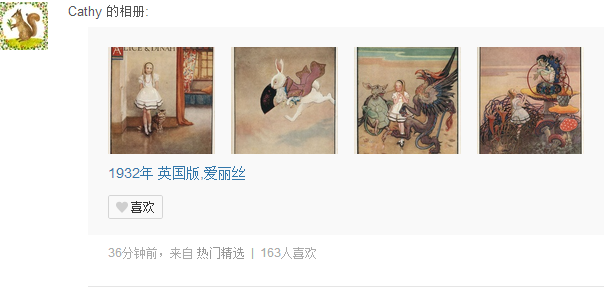 Cathy 的相册:
ALICE & DINAH
1932年 英国版,爱丽丝
喜欢
36分钟前，来自 热门精选 | 163人喜欢